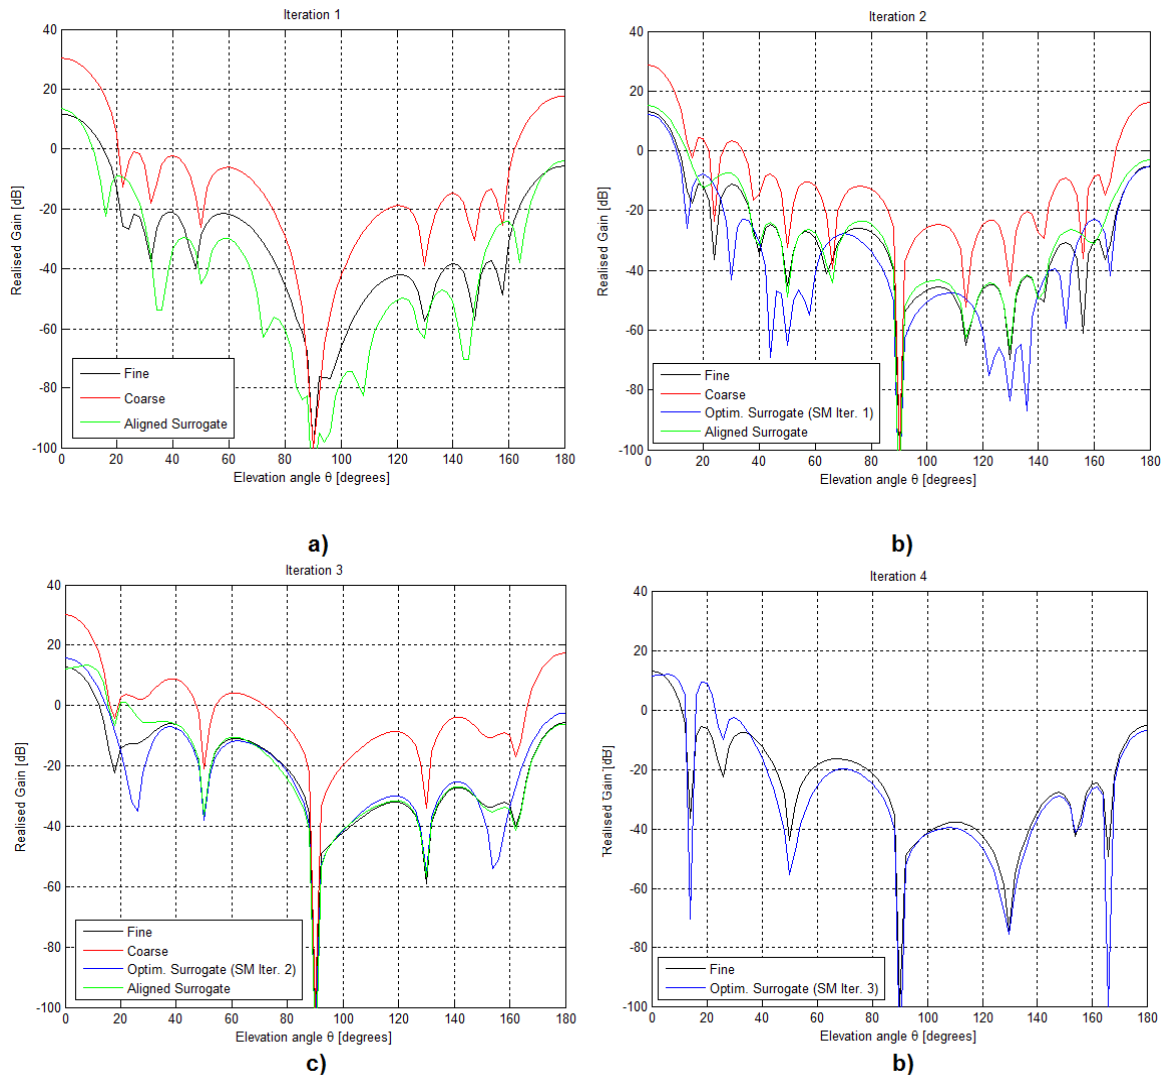 Iteration 1
40
20
0
-20
-40
-60
-80
-100
Realised Gain [dB]
Fine
Coarse
Aligned Surrogate
0 20 40 60 80 100 120 140 160 180
Elevation angle θ [degrees]
a)
Iteration 2
40
20
0
-20
-40
-60
-80
-100
Realised Gain [dB]
Fine
Coarse
Optim. Surrogate (SM Iter. 1)
Aligned Surrogate
0 20 40 60 80 100 120 140 160 180
Elevation angle θ [degrees]
b)
Iteration 3
40
20
0
-20
-40
-60
-80
-100
Realised Gain [dB]
Fine
Coarse
Optim. Surrogate (SM Iter. 2)
Aligned Surrogate
0 20 40 60 80 100 120 140 160 180
Elevation angle θ [degrees]
c)
Iteration 4
40
20
0
-20
-40
-60
-80
-100
Realised Gain [dB]
Fine
Optim. Surrogate (SM Iter. 3)
0 20 40 60 80 100 120 140 160 180
Elevation angle θ [degrees]
b)